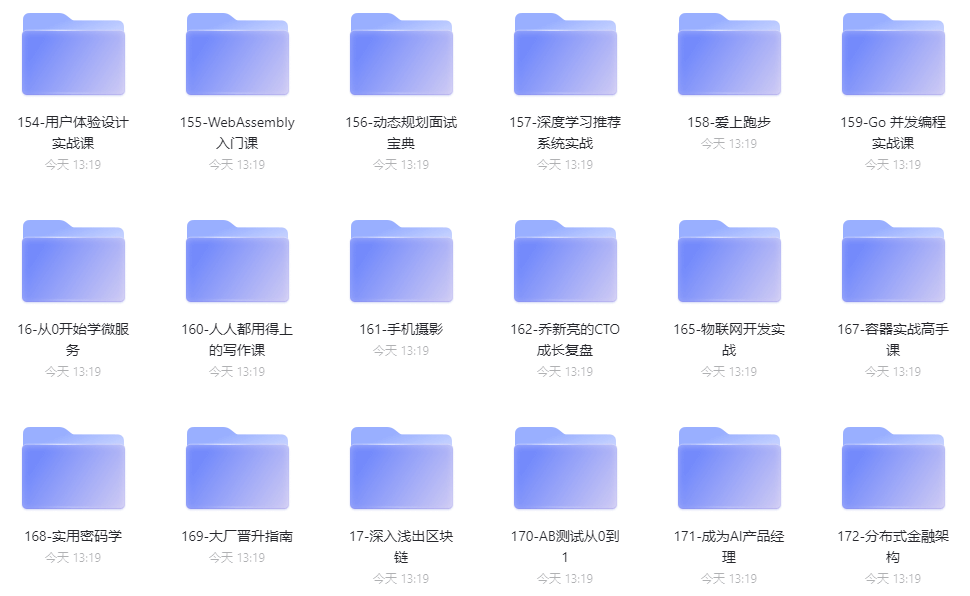 154-用户体验设计
实战课
今天 13:19
155-WebAssembly
入门课
今天 13:19
156-动态规划面试
宝典
今天 13:19
157-深度学习推荐
系统实战
今天 13:19
158-爱上跑步
今天 13:19
159-Go 并发编程
实战课
今天 13:19
16-从0开始学微服
务
今天 13:19
160-人人都用得上
的写作课
今天 13:19
161-手机摄影
今天 13:19
162-乔新亮的CTO
成长复盘
今天 13:19
165-物联网开发实
战
今天 13:19
167-容器实战高手
课
今天 13:19
168-实用密码学
今天 13:19
169-大厂晋升指南
今天 13:19
17-深入浅出区块
链
今天 13:19
170-AB测试从0到
1
今天 13:19
171-成为AI产品经
理
今天 13:19
172-分布式金融架
构
今天 13:19